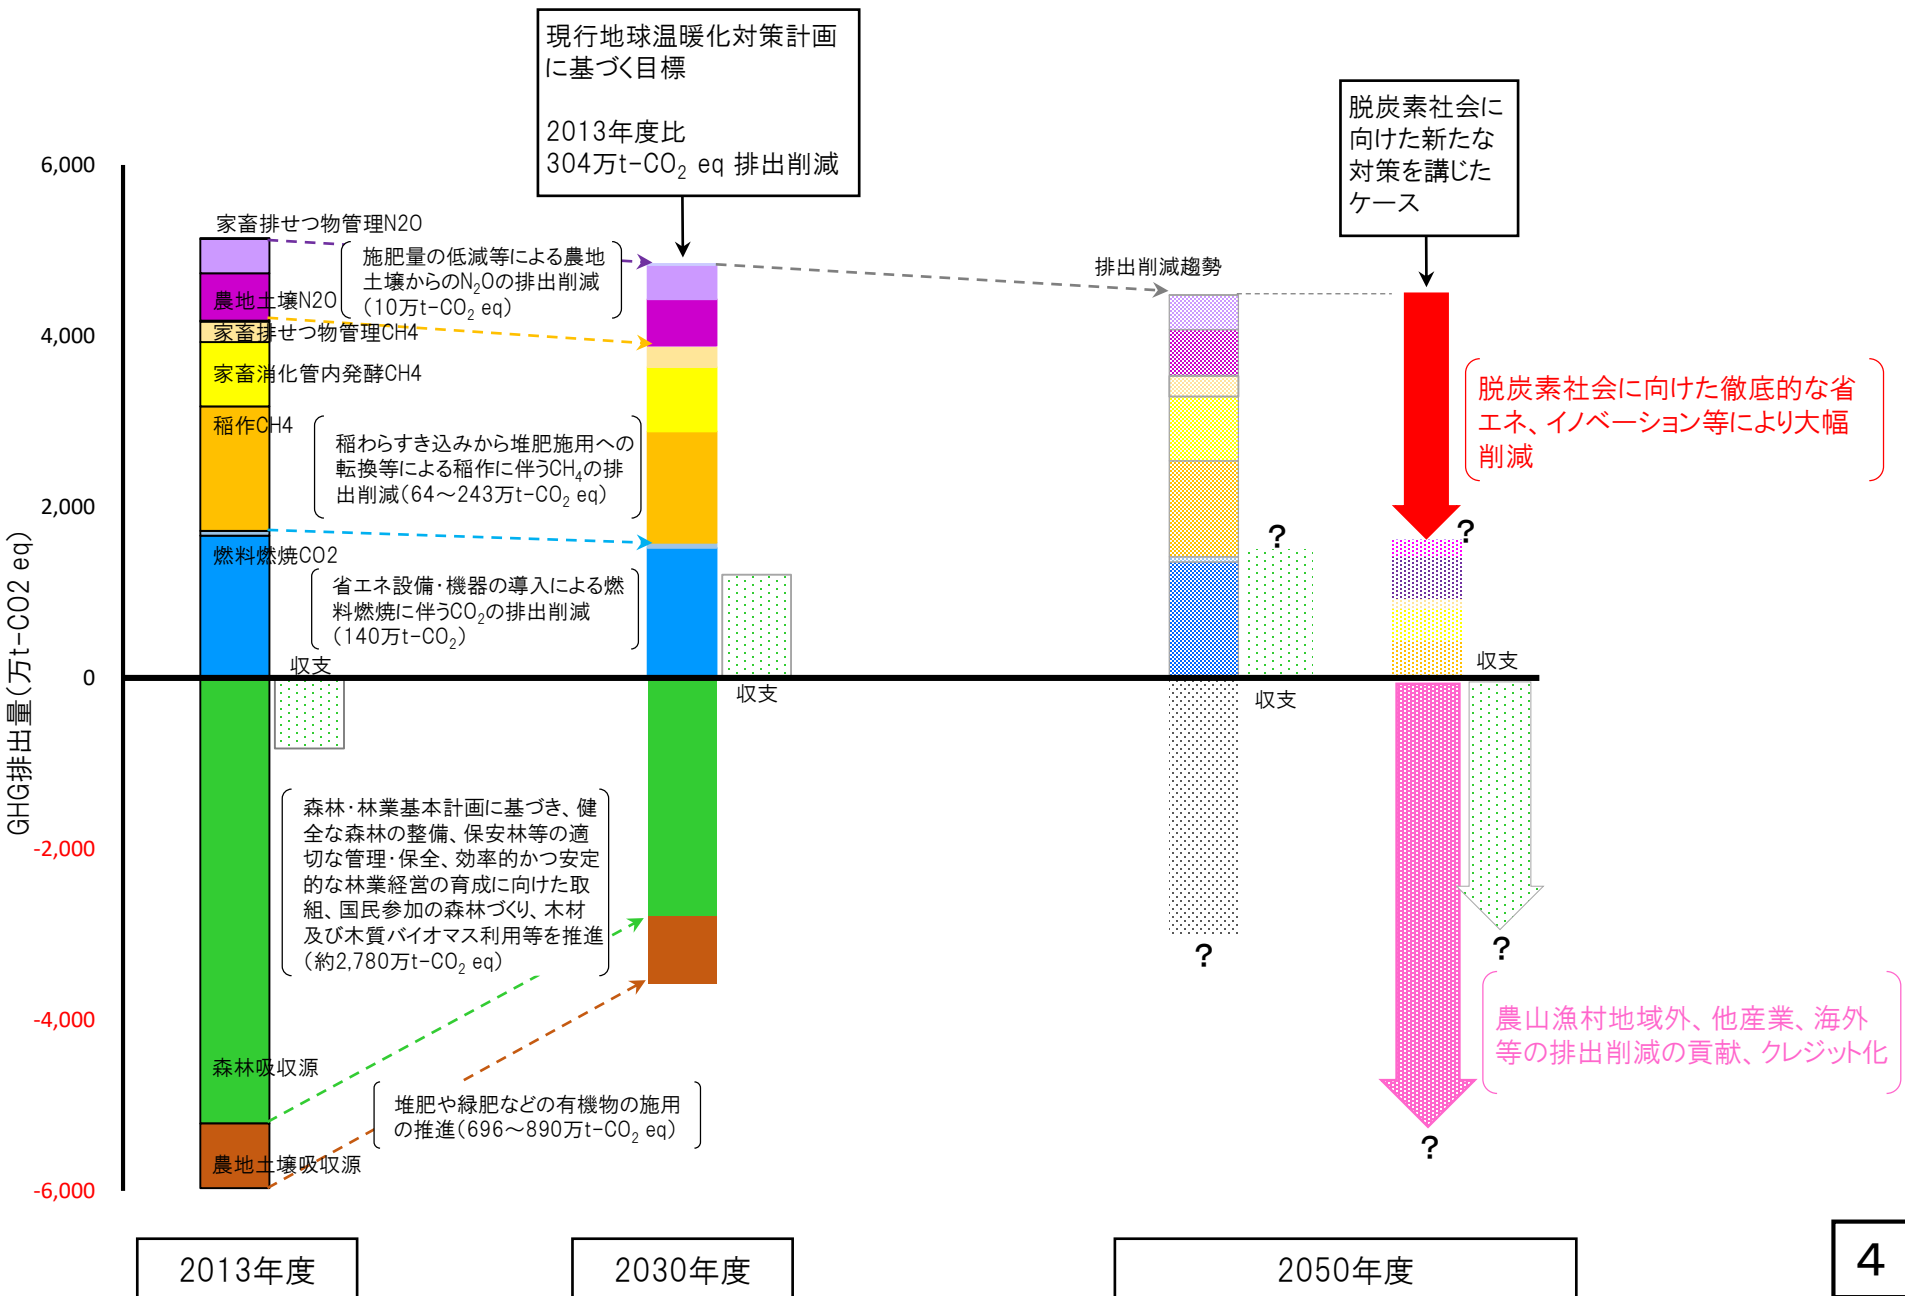 現行地球温暖化対策計画
に基づく目標
2013年度比
304万t-CO₂ eq 排出削減
脱炭素社会に
向けた新たな
対策を講じた
ケース
GHG排出量(万t-CO2 eq)
6,000
4,000
2,000
0
-2,000
-4,000
-6,000
家畜排せつ物管理N2O
農地土壌N2O
家畜排せつ物管理CH4
家畜消化管内発酵CH4
稲作CH4
燃料燃焼CO2
収支
森林吸収源
農地土壌吸収源
施肥量の低減等による農地
土壌からのN₂Oの排出削減
(10万t-CO₂ eq)
稲わらすき込みから堆肥施用への
転換等による稲作に伴うCH₄の排
出削減(64～243万t-CO₂ eq)
省エネ設備・機器の導入による燃
料燃焼に伴うCO₂の排出削減
(140万t-CO₂)
森林・林業基本計画に基づき、健
全な森林の整備、保安林等の適
切な管理・保全、効率的かつ安定
的な林業経営の育成に向けた取
組、国民参加の森林づくり、木材
及び木質バイオマス利用等を推進
(約2,780万t-CO₂ eq)
堆肥や緑肥などの有機物の施用
の推進(696～890万t-CO₂ eq)
収支
排出削減趨勢
?
収支
?
脱炭素社会に向けた徹底的な省
エネ、イノベーション等により大幅
削減
?
収支
?
農山漁村地域外、他産業、海外
等の排出削減の貢献、クレジット化
?
2013年度
2030年度
2050年度
4